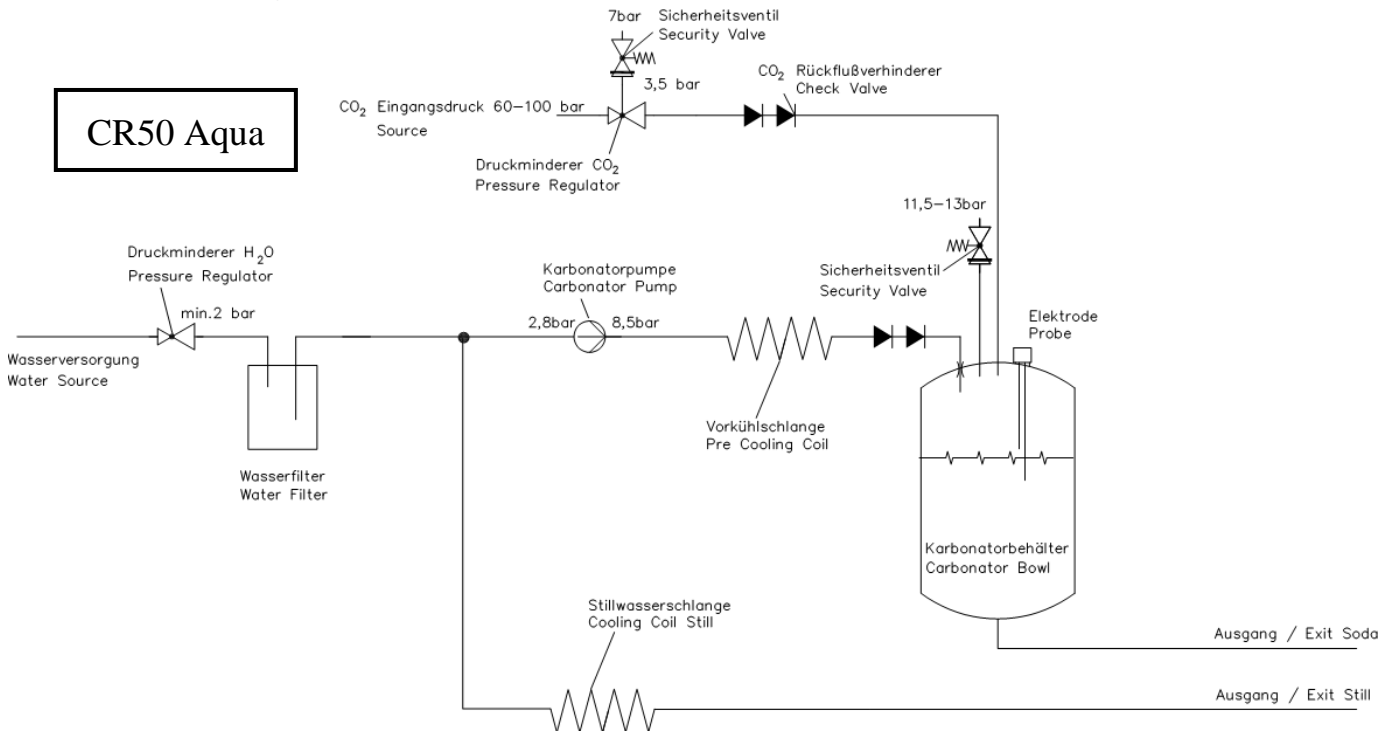 7bar
Sicherheitsventil
Security Valve
3,5 bar
CO₂ Rückflußverhinderer
Check Valve
CO₂ Eingangsdruck 60–100 bar
Source
CR50 Aqua
Druckminderer CO₂
Pressure Regulator
11,5–13bar
Druckminderer H₂O
Pressure Regulator
min.2 bar
Karbonatorpumpe
Carbonator Pump
Sicherheitsventil
Security Valve
2,8bar
8,5bar
Elektrode
Probe
Wasserversorgung
Water Source
Vorkühlschlange
Pre Cooling Coil
Wasserfilter
Water Filter
Karbonatorbehälter
Carbonator Bowl
Stillwasserschlange
Cooling Coil Still
Ausgang / Exit Soda
Ausgang / Exit Still